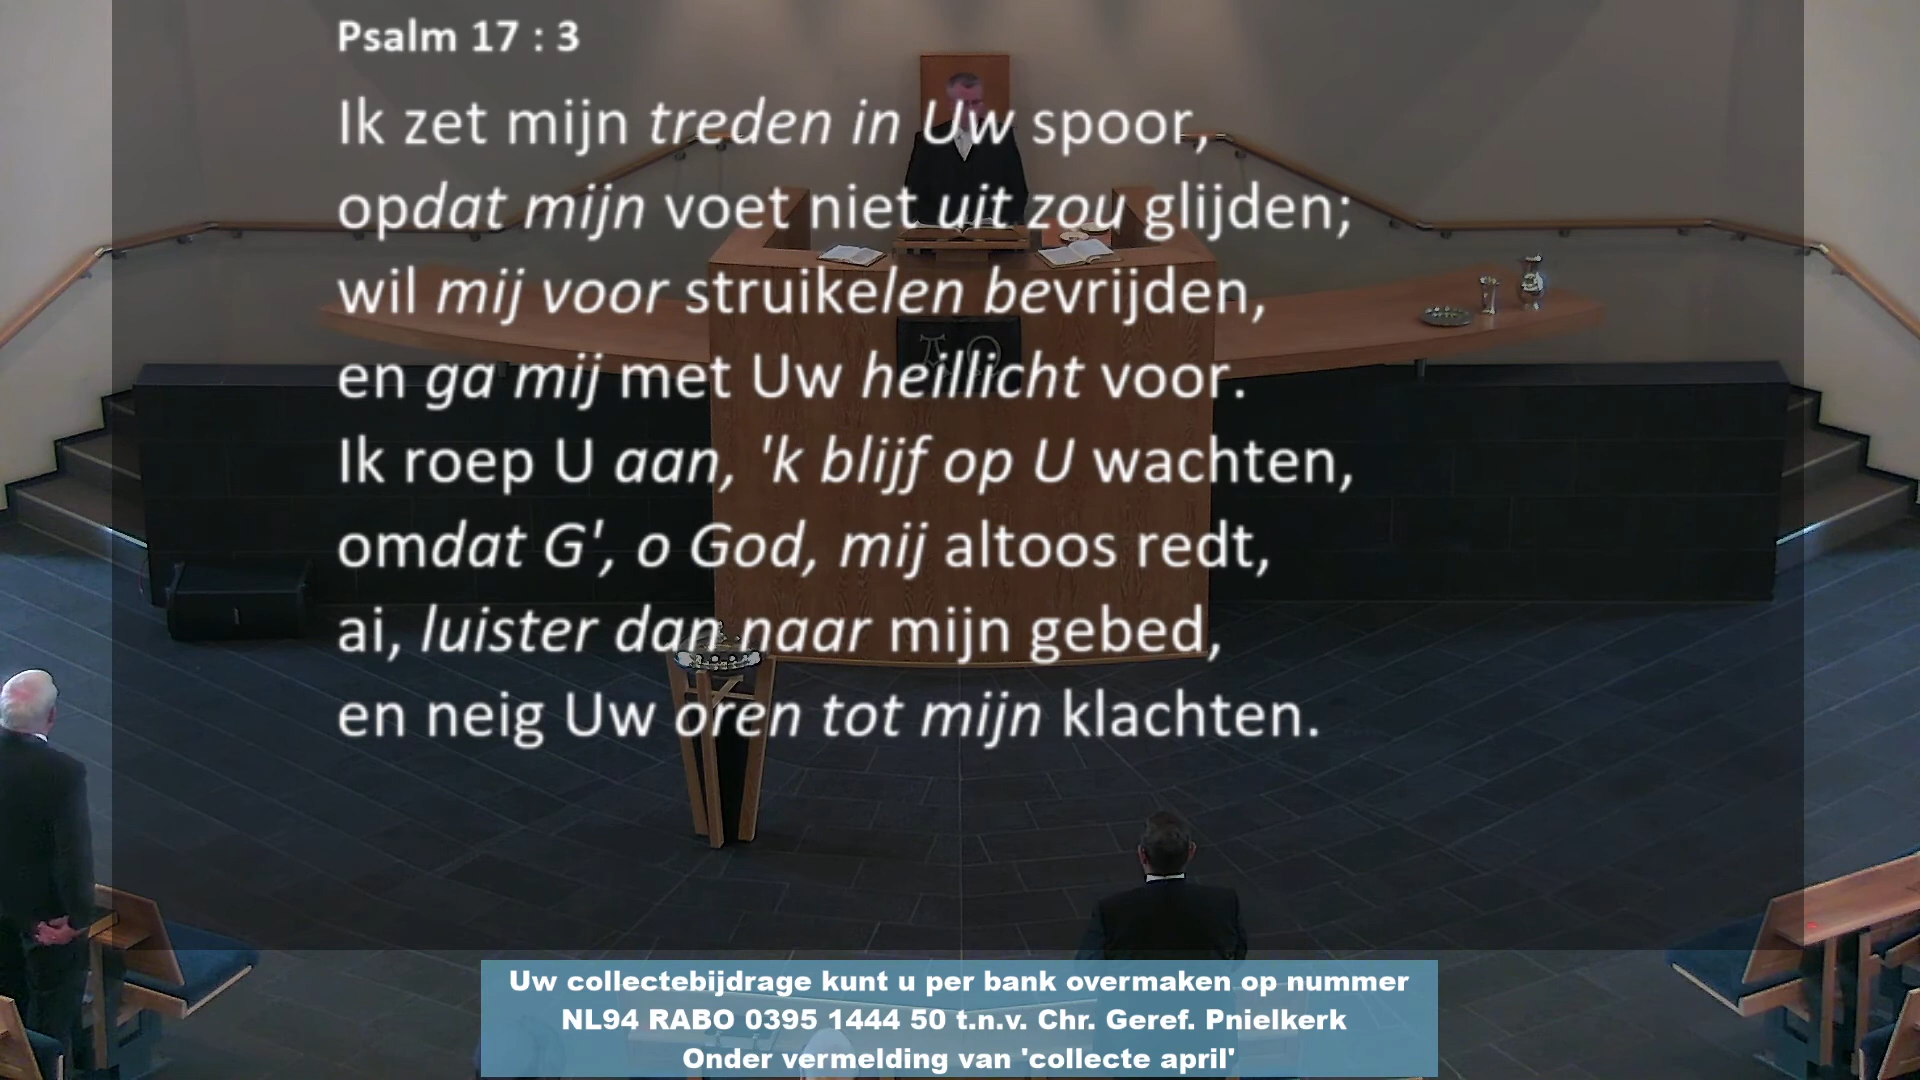 Psalm 17 : 3
Ik zet mijn treden in Uw spoor,
opdat mijn voet niet uit zou glijden;
wil mij voor struikelen bevrijden,
en ga mij met Uw heillicht voor.
Ik roep U aan, 'k blijf op U wachten,
omdat G', o God, mij altoos redt,
ai, luister dan naar mijn gebed,
en neig Uw oren tot mijn klachten.
Uw collectebijdrage kunt u per bank overmaken op nummer
NL94 RABO 0395 1444 50 t.n.v. Chr. Geref. Pnielkerk
Onder vermelding van 'collecte april'